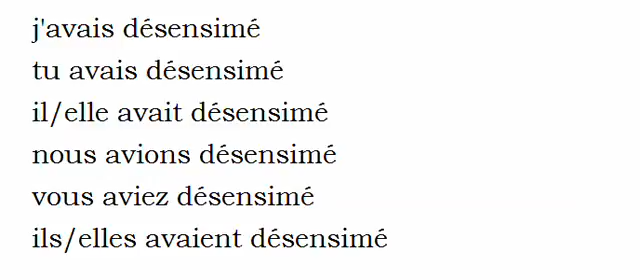 j'avais désensimé
tu avais désensimé
il/elle avait désensimé
nous avions désensimé
vous aviez désensimé
ils/elles avaient désensimé